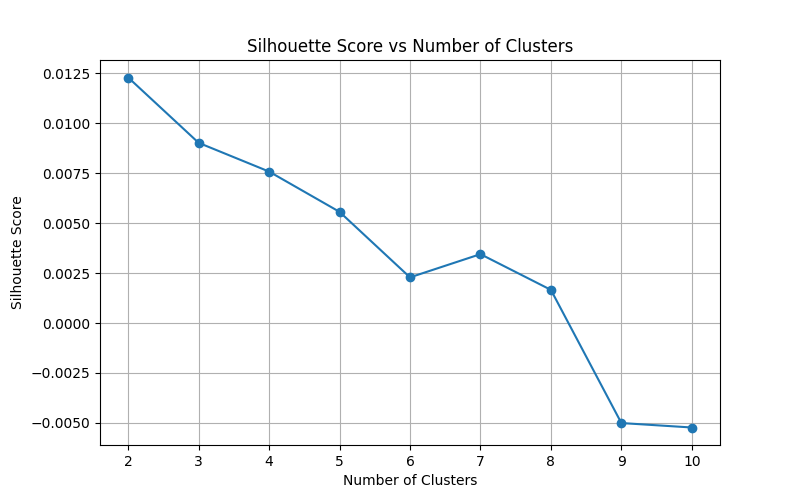 Silhouette Score vs Number of Clusters
Silhouette Score
0.0125
0.0100
0.0075
0.0050
0.0025
0.0000
−0.0025
−0.0050
2 3 4 5 6 7 8 9 10
Number of Clusters